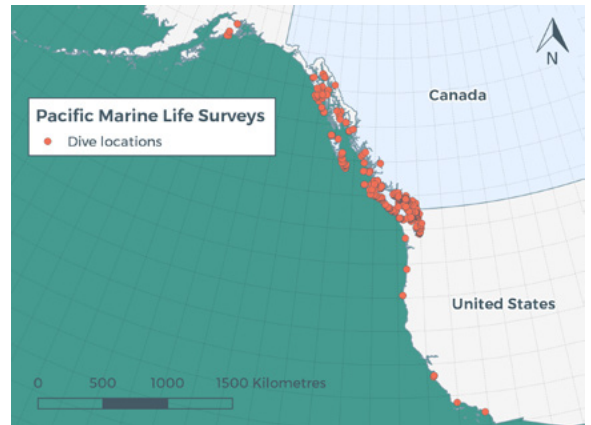 N
Canada
Pacific Marine Life Surveys
Dive locations
United States
0 500 1000 1500 Kilometres